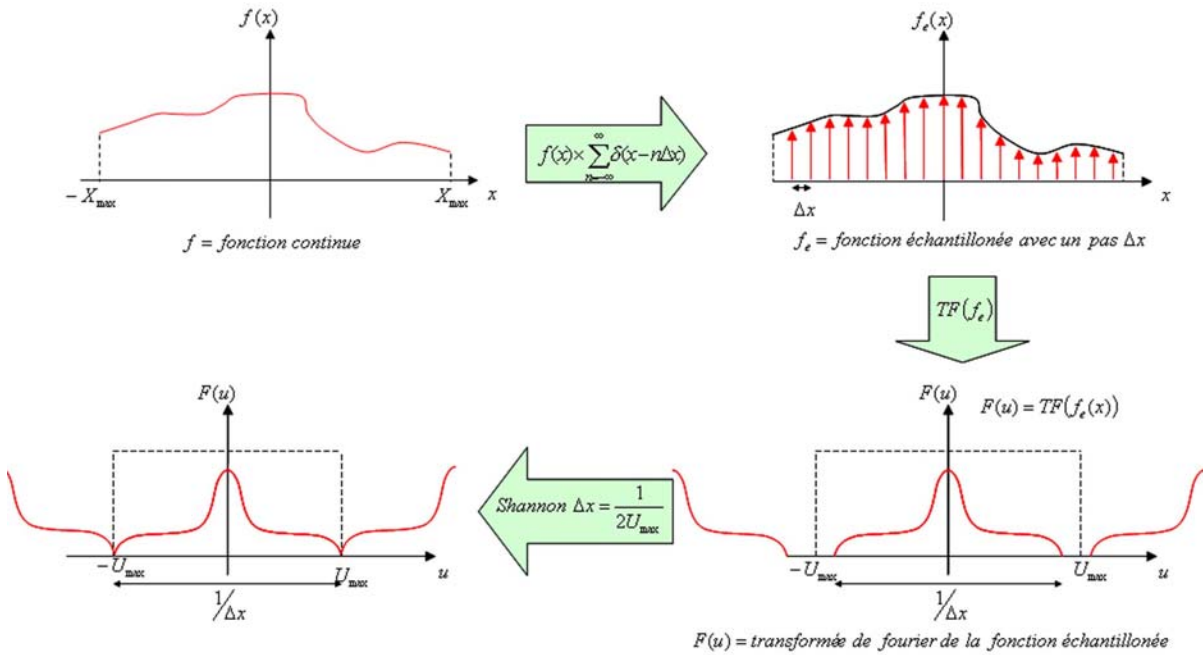 f(x)
f_e(x)
f(x)×∑_{n=-∞}^{∞}δ(x−nΔx)
−X_max
X_max
x
Δx
x
f = fonction continue
f_e = fonction échantillonée avec un pas Δx
TF(f_e)
F(u)
F(u)
F(u) = TF(f_e(x))
Shannon Δx = 1/2U_max
−U_max
U_max
u
−U_max
U_max
u
1/Δx
1/Δx
F(u) = transformée de fourier de la fonction échantillonée